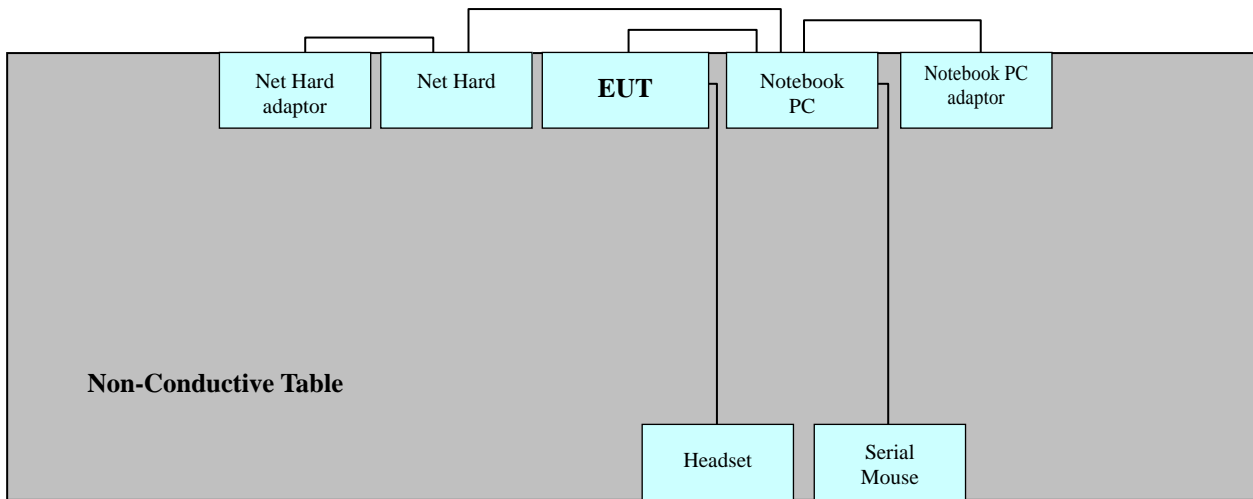 Net Hard
adaptor
Net Hard
EUT
Notebook
PC
Notebook PC
adaptor
Non-Conductive Table
Headset
Serial
Mouse